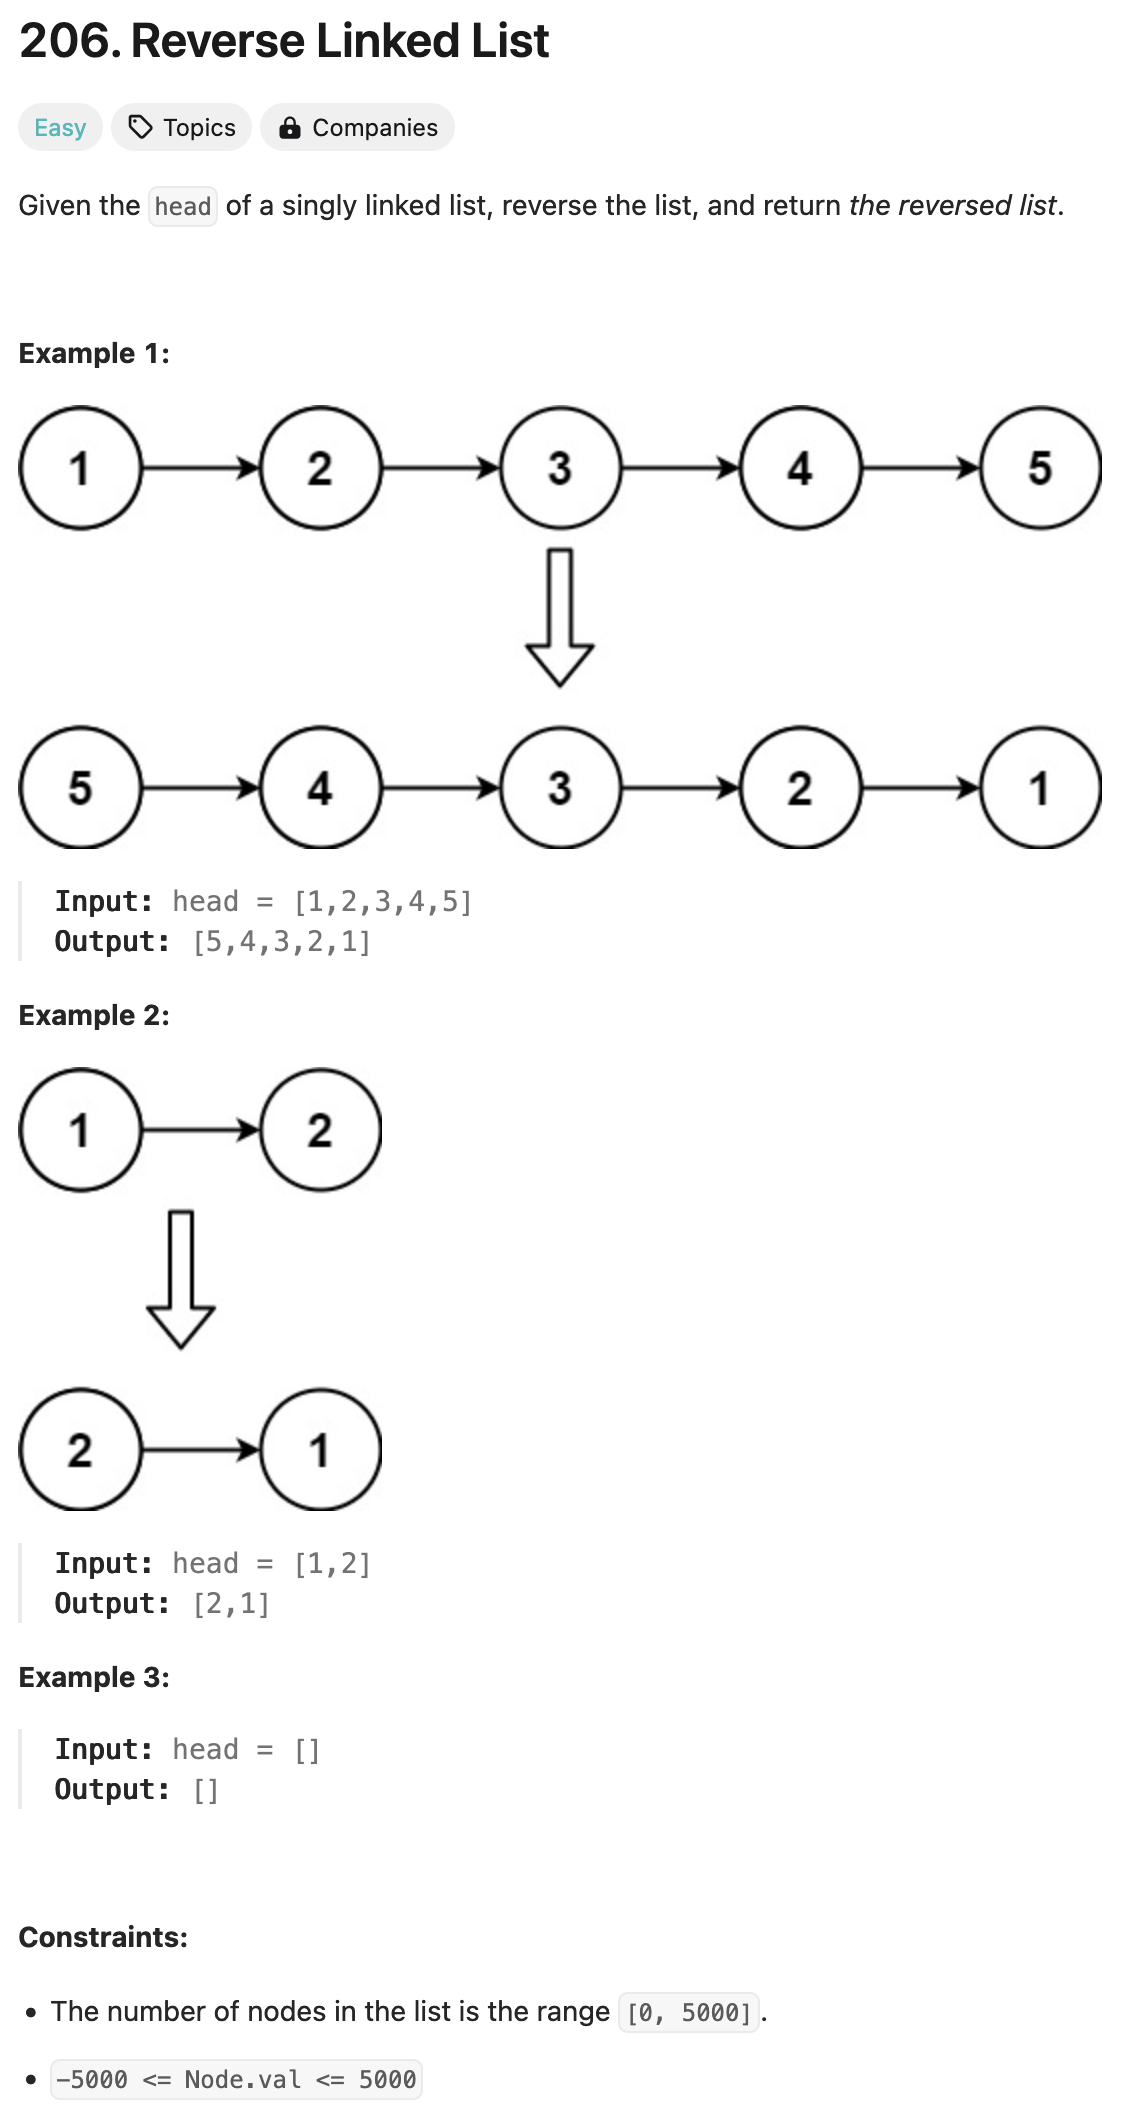 206. Reverse Linked List
Easy Topics Companies
Given the head of a singly linked list, reverse the list, and return the reversed list.
Example 1:
1 2 3 4 5
5 4 3 2 1
Input: head = [1,2,3,4,5]
Output: [5,4,3,2,1]
Example 2:
1 2
2 1
Input: head = [1,2]
Output: [2,1]
Example 3:
Input: head = []
Output: []
Constraints:
• The number of nodes in the list is the range [0, 5000].
• -5000 <= Node.val <= 5000